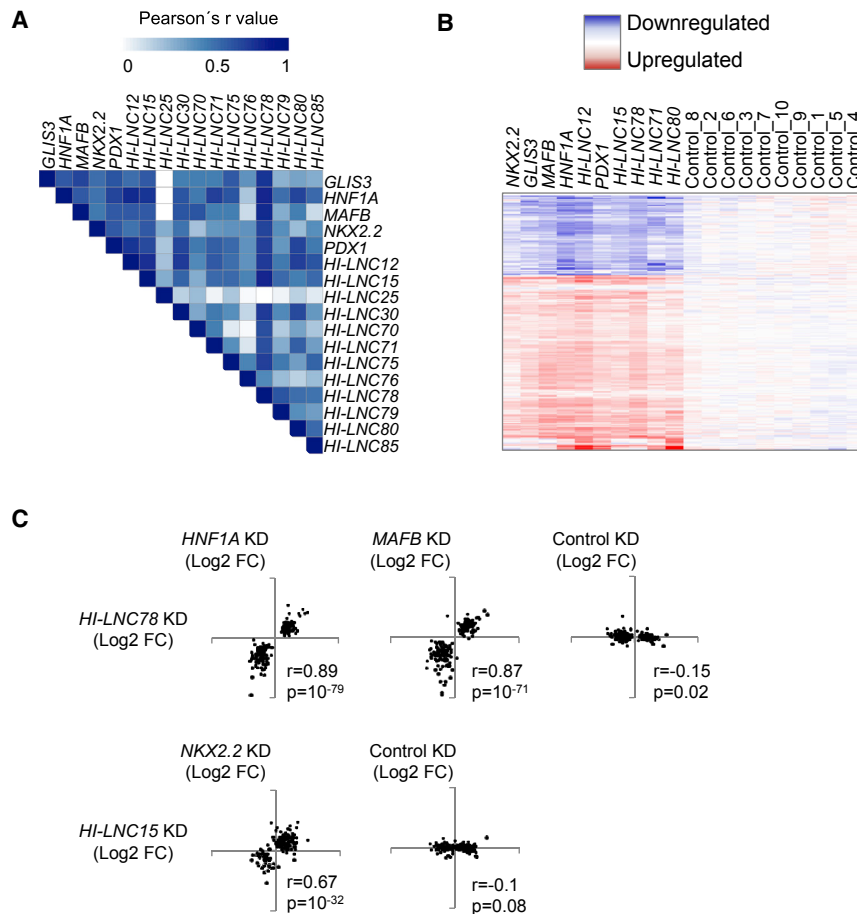 A
Pearson´s r value
0 0.5 1
GLIS3
HNF1A
MAFB
NKX2.2
PDX1
HI-LNC12
HI-LNC15
HI-LNC25
HI-LNC30
HI-LNC70
HI-LNC71
HI-LNC75
HI-LNC76
HI-LNC78
HI-LNC79
HI-LNC80
HI-LNC85
GLIS3
HNF1A
MAFB
NKX2.2
PDX1
HI-LNC12
HI-LNC15
HI-LNC25
HI-LNC30
HI-LNC70
HI-LNC71
HI-LNC75
HI-LNC76
HI-LNC78
HI-LNC79
HI-LNC80
HI-LNC85
B
Downregulated
Upregulated
NKX2.2
GLIS3
MAFB
HNF1A
HI-LNC12
PDX1
HI-LNC15
HI-LNC78
HI-LNC71
HI-LNC80
Control_8
Control_2
Control_6
Control_3
Control_7
Control_10
Control_9
Control_1
Control_5
Control_4
C
HNF1A KD
(Log2 FC)
MAFB KD
(Log2 FC)
Control KD
(Log2 FC)
HI-LNC78 KD
(Log2 FC)
r=0.89
p=10-79
r=0.87
p=10-71
r=-0.15
p=0.02
NKX2.2 KD
(Log2 FC)
Control KD
(Log2 FC)
HI-LNC15 KD
(Log2 FC)
r=0.67
p=10-32
r=-0.1
p=0.08